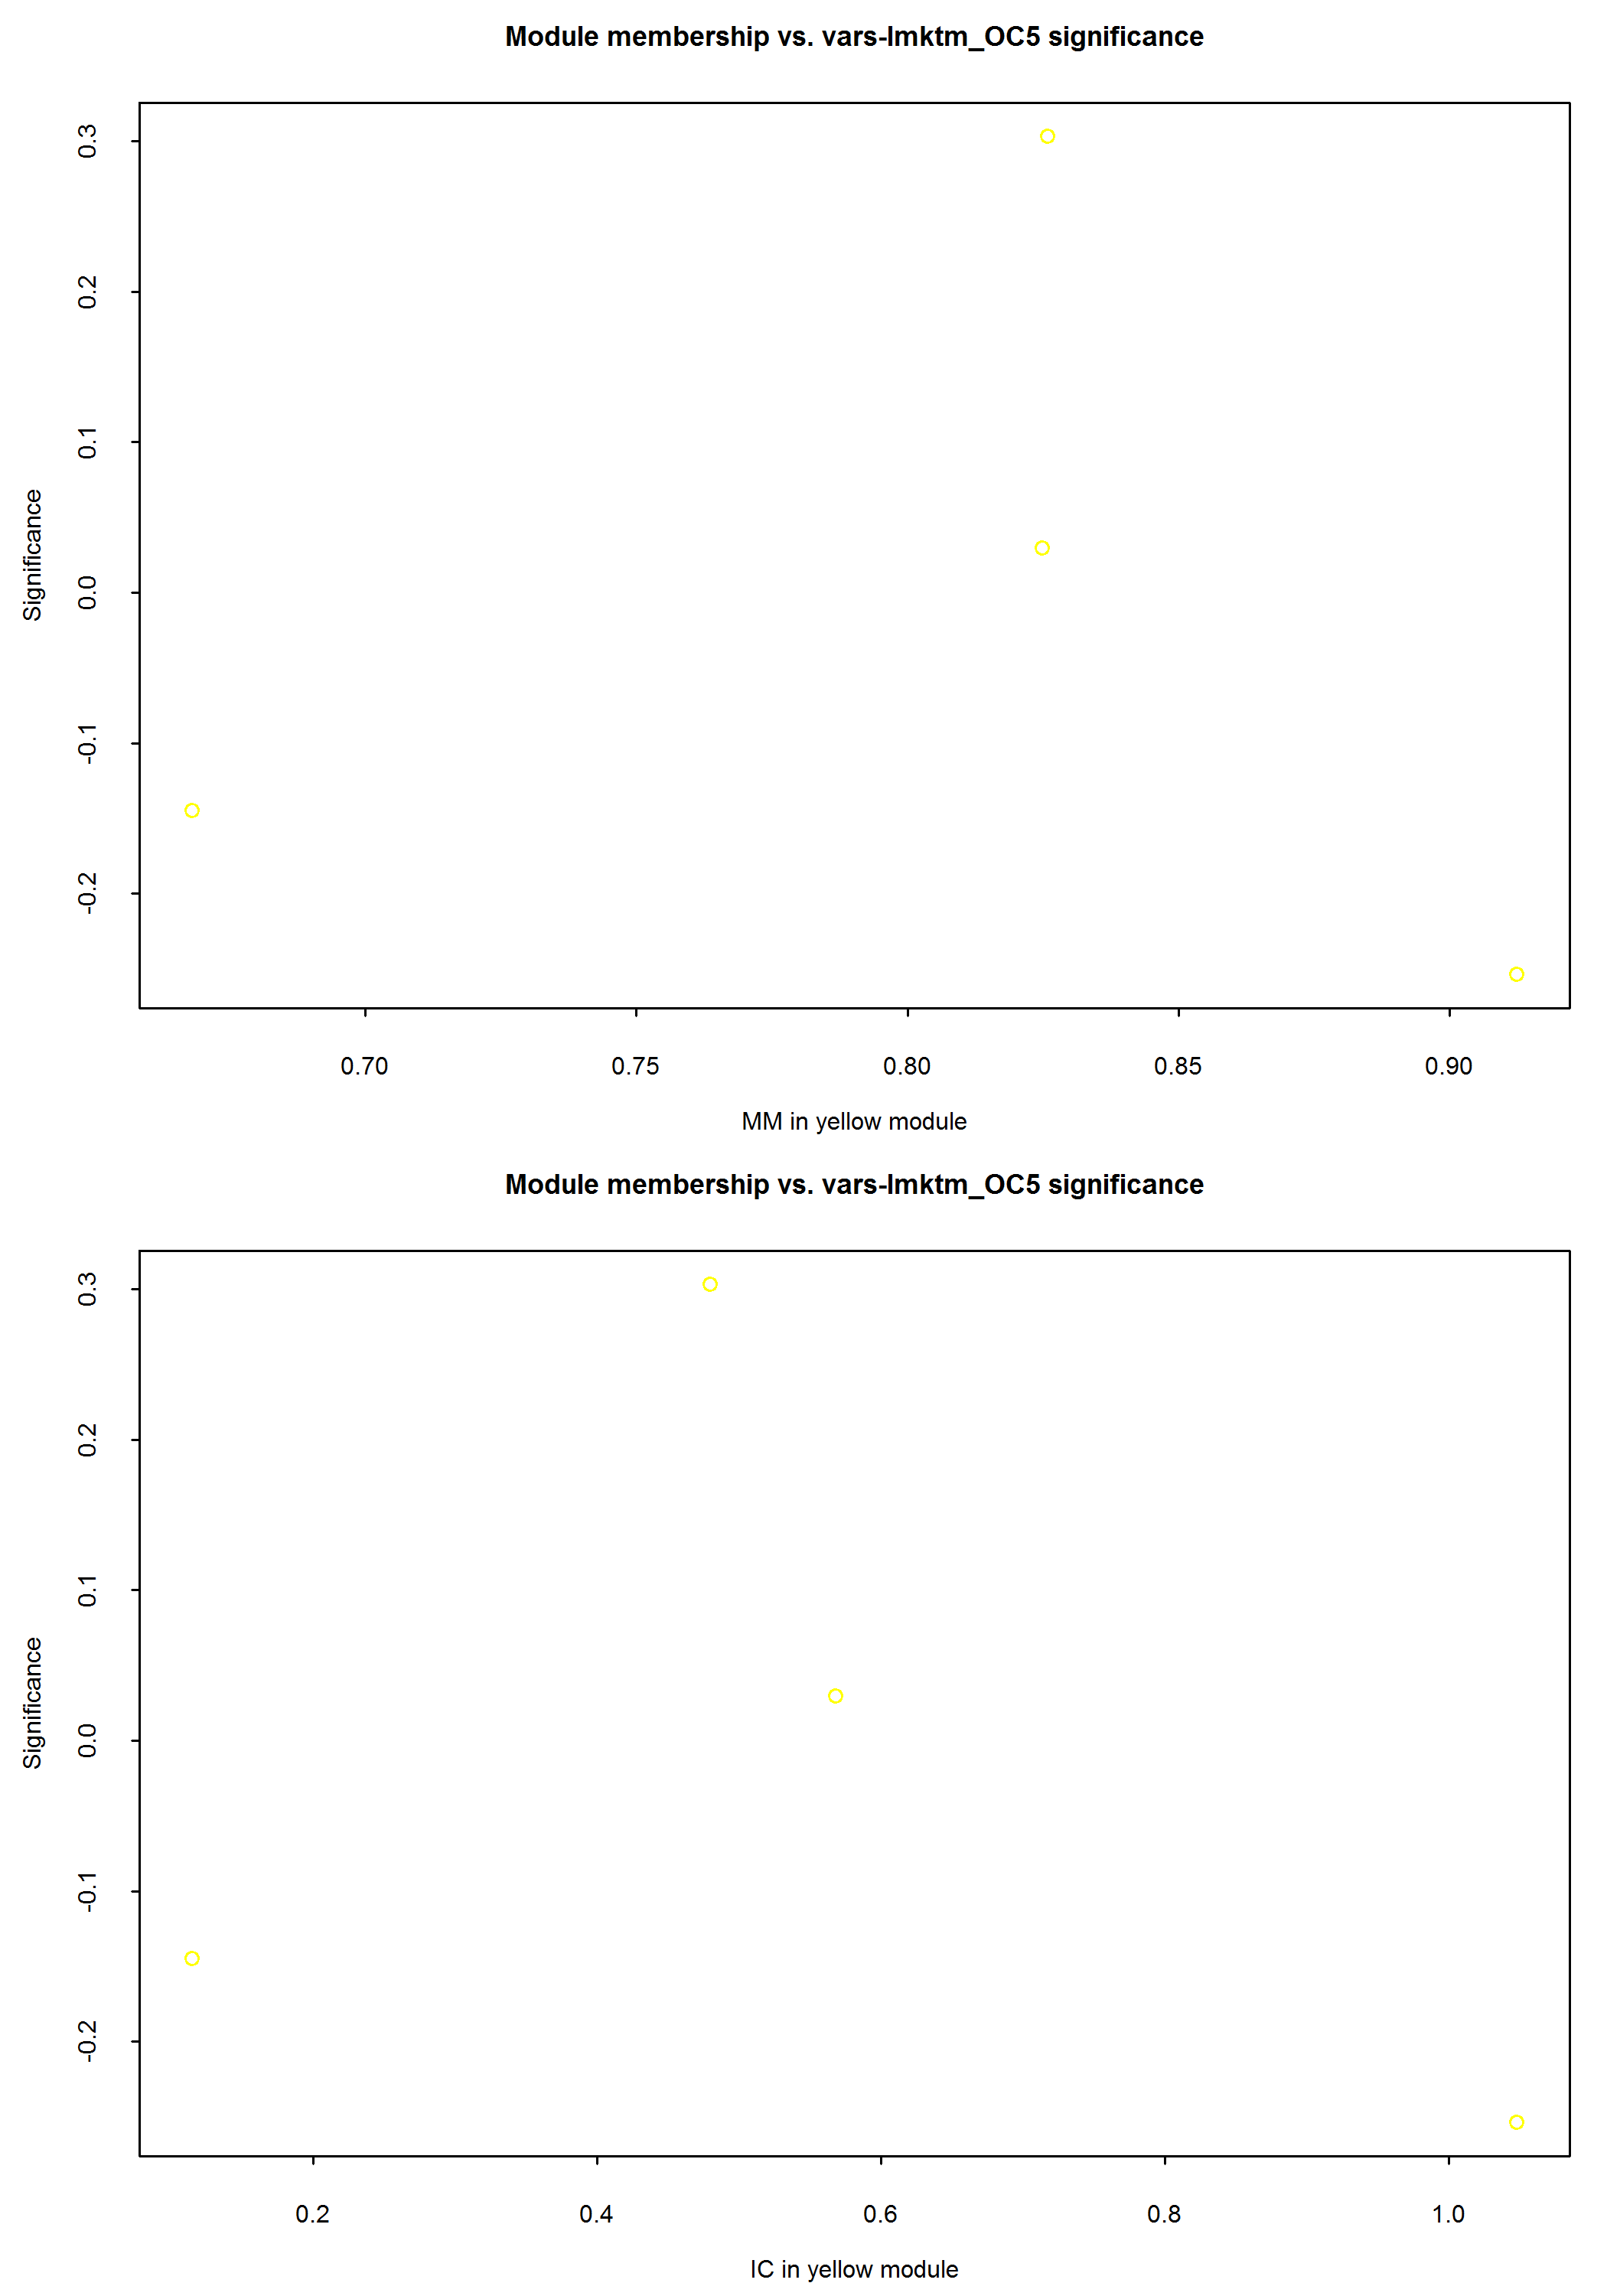 Module membership vs. vars-lmktm_OC5 significance
0.3
0.2
0.1
0.0
-0.1
-0.2
Significance
0.70 0.75 0.80 0.85 0.90
MM in yellow module
Module membership vs. vars-lmktm_OC5 significance
0.3
0.2
0.1
0.0
-0.1
-0.2
Significance
0.2 0.4 0.6 0.8 1.0
IC in yellow module